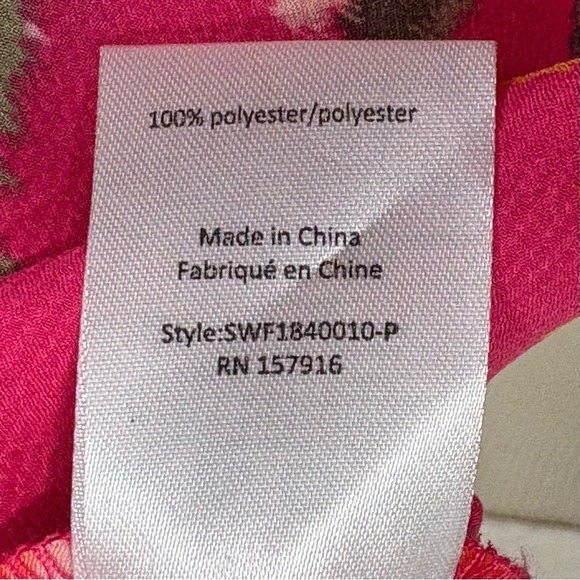 100% polyester/polyester
Made in China
Fabriqué en Chine
Style:SWF1840010-P
RN 157916